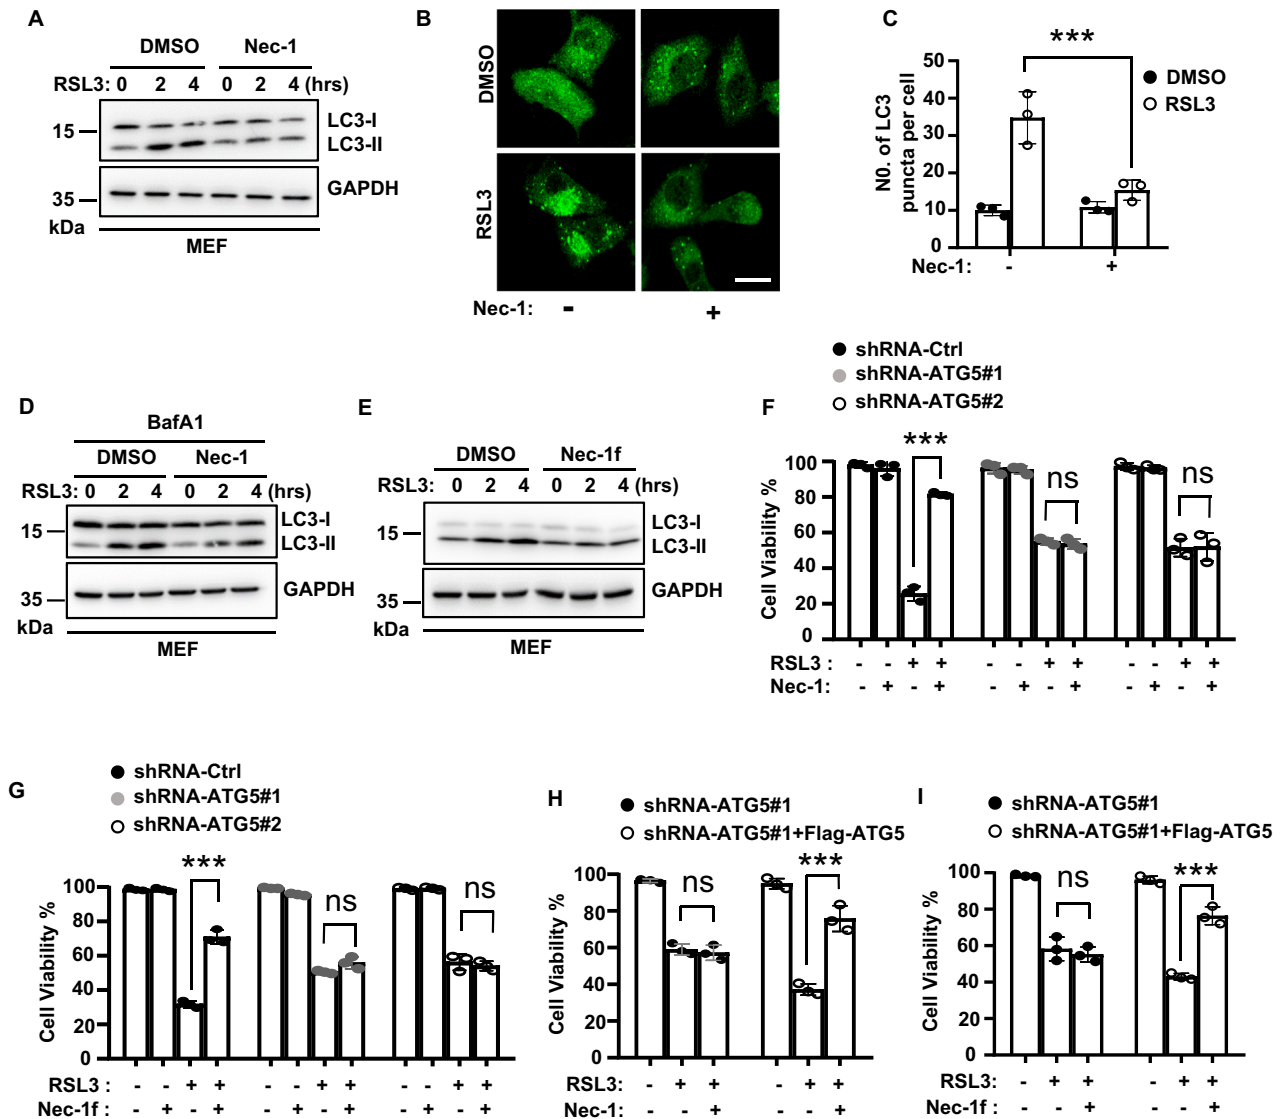 A
DMSO Nec-1
RSL3: 0 2 4 0 2 4 (hrs)
LC3-I
15
LC3-II
GAPDH
35
kDa
MEF
B
DMSO
RSL3
Nec-1: - +
C
***
DMSO
RSL3
N0. of LC3
puncta per cell
50
40
30
20
10
0
Nec-1: - +
D
BafA1
DMSO Nec-1
RSL3: 0 2 4 0 2 4 (hrs)
LC3-I
15
LC3-II
GAPDH
35
kDa
MEF
E
DMSO Nec-1f
RSL3: 0 2 4 0 2 4 (hrs)
LC3-I
15
LC3-II
GAPDH
35
kDa
MEF
F
shRNA-Ctrl
shRNA-ATG5#1
shRNA-ATG5#2
*** ns ns
Cell Viability %
100
80
60
40
20
0
RSL3 : - - + + - - + + - - + +
Nec-1: - + - + - + - + - + - +
G
shRNA-Ctrl
shRNA-ATG5#1
shRNA-ATG5#2
*** ns ns
Cell Viability %
100
80
60
40
20
0
RSL3 : - - + + - - + + - - + +
Nec-1f : - + - + - + - + - + - +
H
shRNA-ATG5#1
shRNA-ATG5#1+Flag-ATG5
ns ***
Cell Viability %
100
80
60
40
20
0
RSL3: - + + - + +
Nec-1: - - + - - +
I
shRNA-ATG5#1
shRNA-ATG5#1+Flag-ATG5
ns ***
Cell Viability %
100
80
60
40
20
0
RSL3: - + + - + +
Nec-1f : - - + - - +